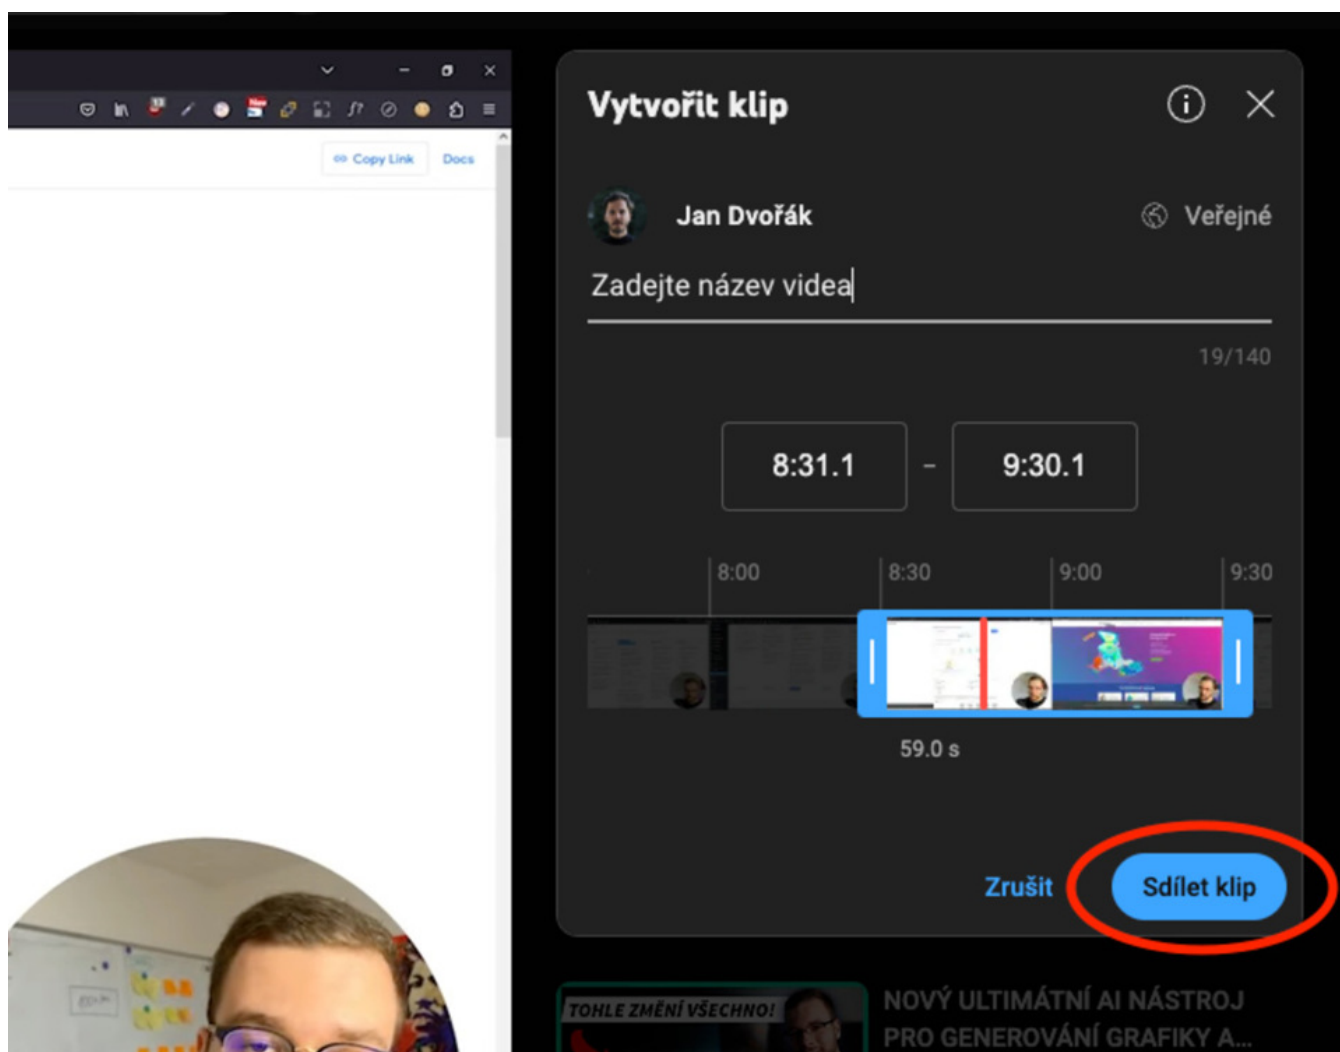 Copy Link Docs
Vytvořit klip
Jan Dvořák
Veřejné
Zadejte název videa
19/140
8:31.1 - 9:30.1
8:00 8:30 9:00 9:30
59.0 s
Zrušit Sdílet klip
TOHLE ZMĚNÍ VŠECHNO!
NOVÝ ULTIMÁTNÍ AI NÁSTROJ
PRO GENEROVÁNÍ GRAFIKY A...